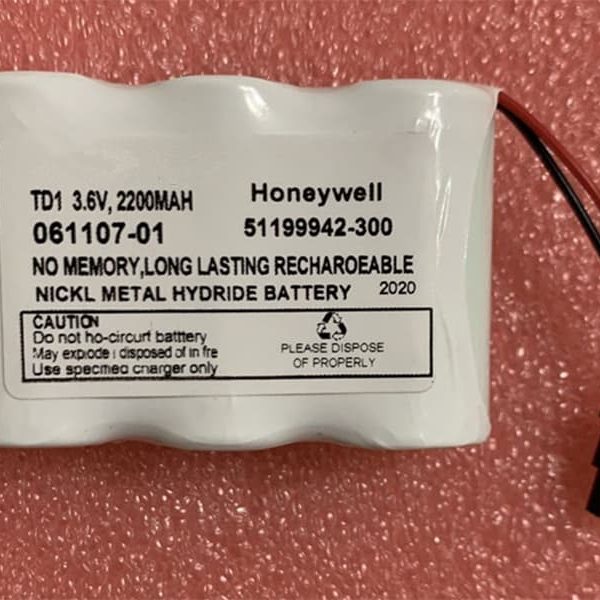 TD1 3.6V, 2200MAH
Honeywell
061107-01
51199942-300
NO MEMORY,LONG LASTING RECHAROEABLE
NICKL METAL HYDRIDE BATTERY 2020
CAUTION
Do not ho-circurt batttery
May explode i disposed of in fre
Use specmeo cnarger only
PLEASE DISPOSE
OF PROPERLY